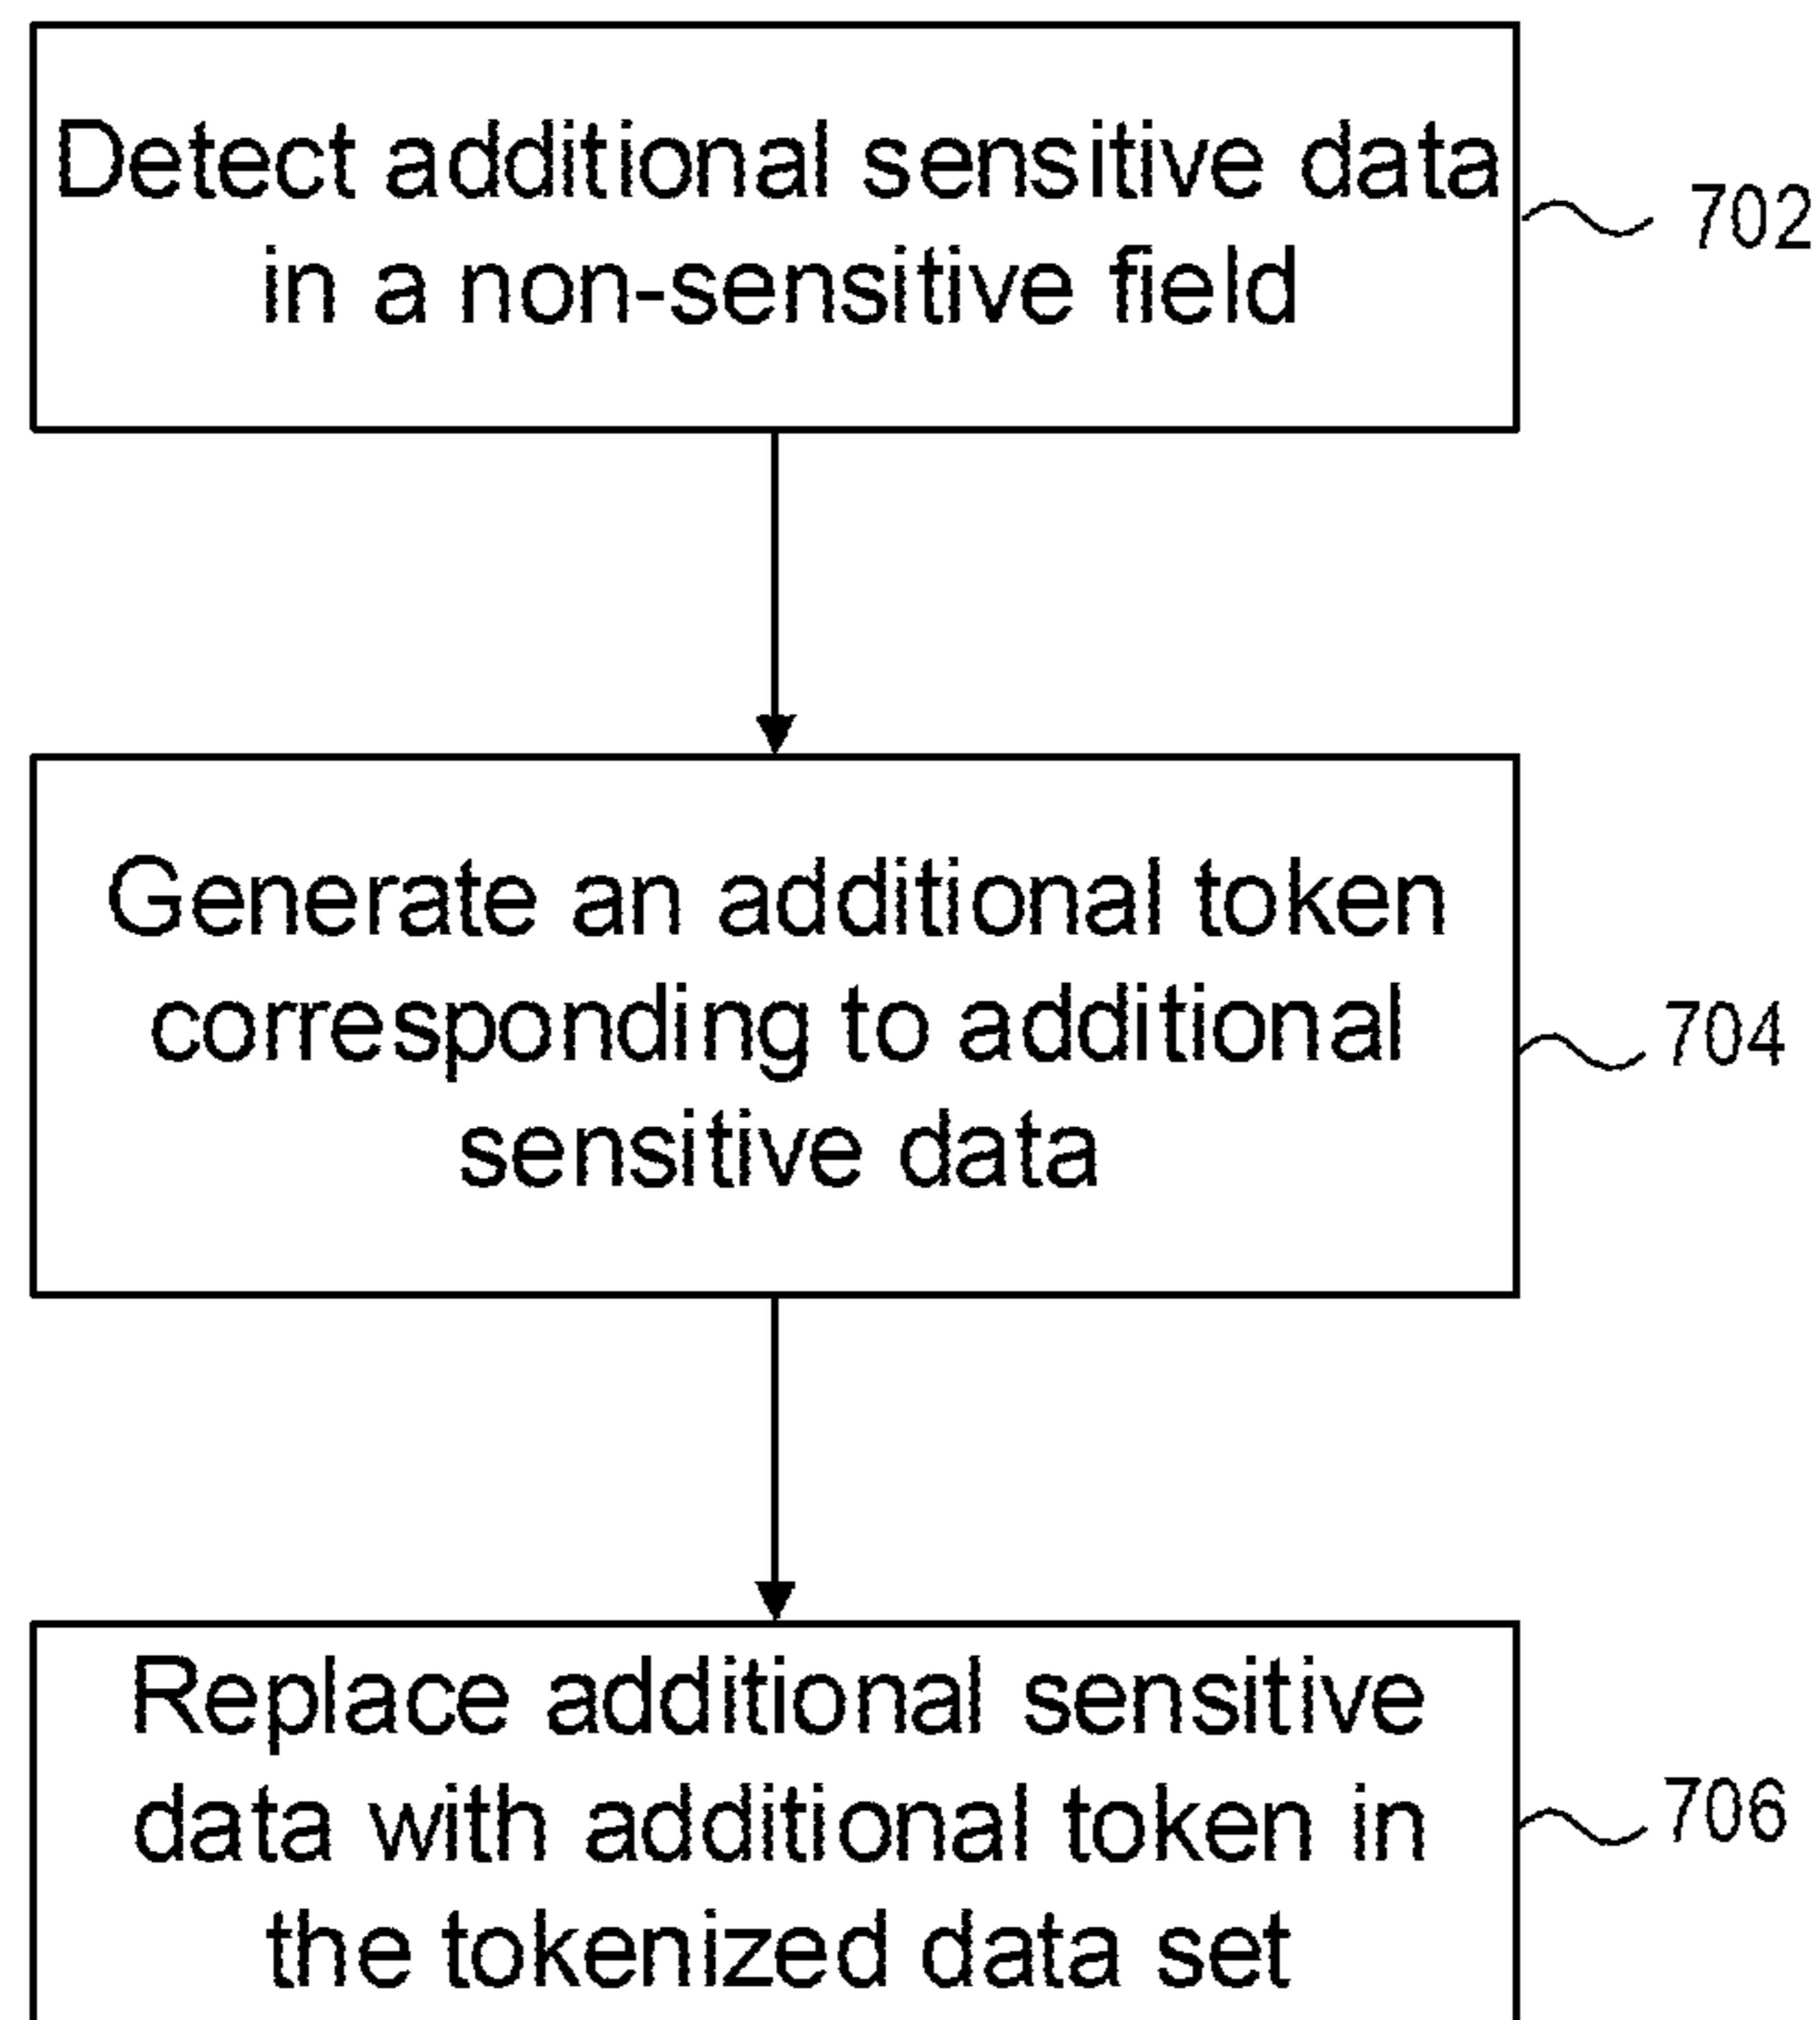 Detect additional sensitive data
in a non-sensitive field
702
Generate an additional token
corresponding to additional
sensitive data
704
Replace additional sensitive
data with additional token in
the tokenized data set
706